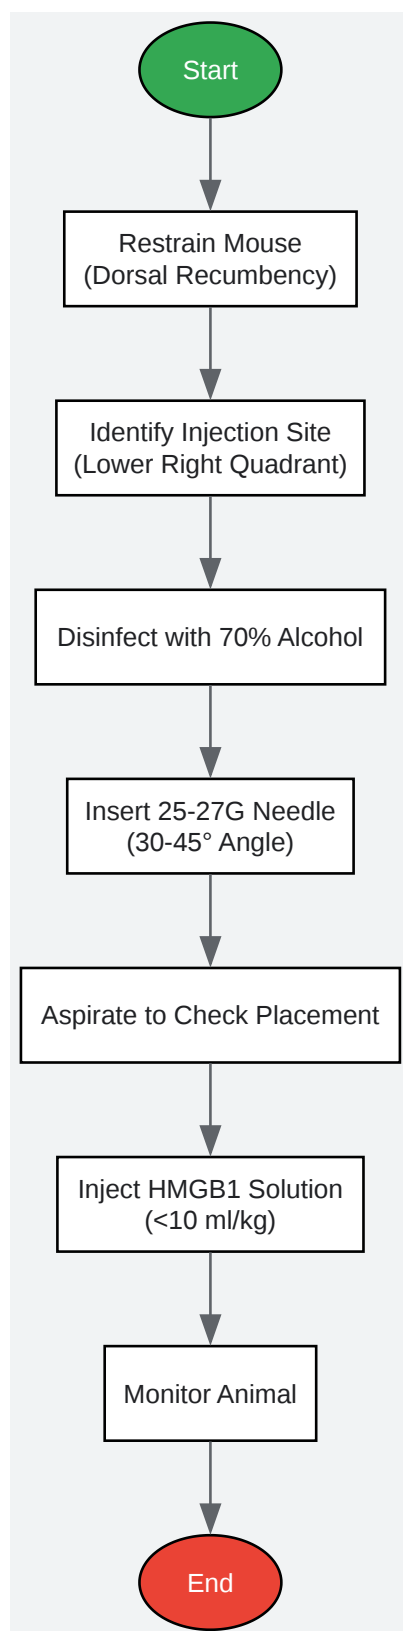 Start
Restrain Mouse
(Dorsal Recumbency)
Identify Injection Site
(Lower Right Quadrant)
Disinfect with 70% Alcohol
Insert 25-27G Needle
(30-45° Angle)
Aspirate to Check Placement
Inject HMGB1 Solution
(<10 ml/kg)
Monitor Animal
End